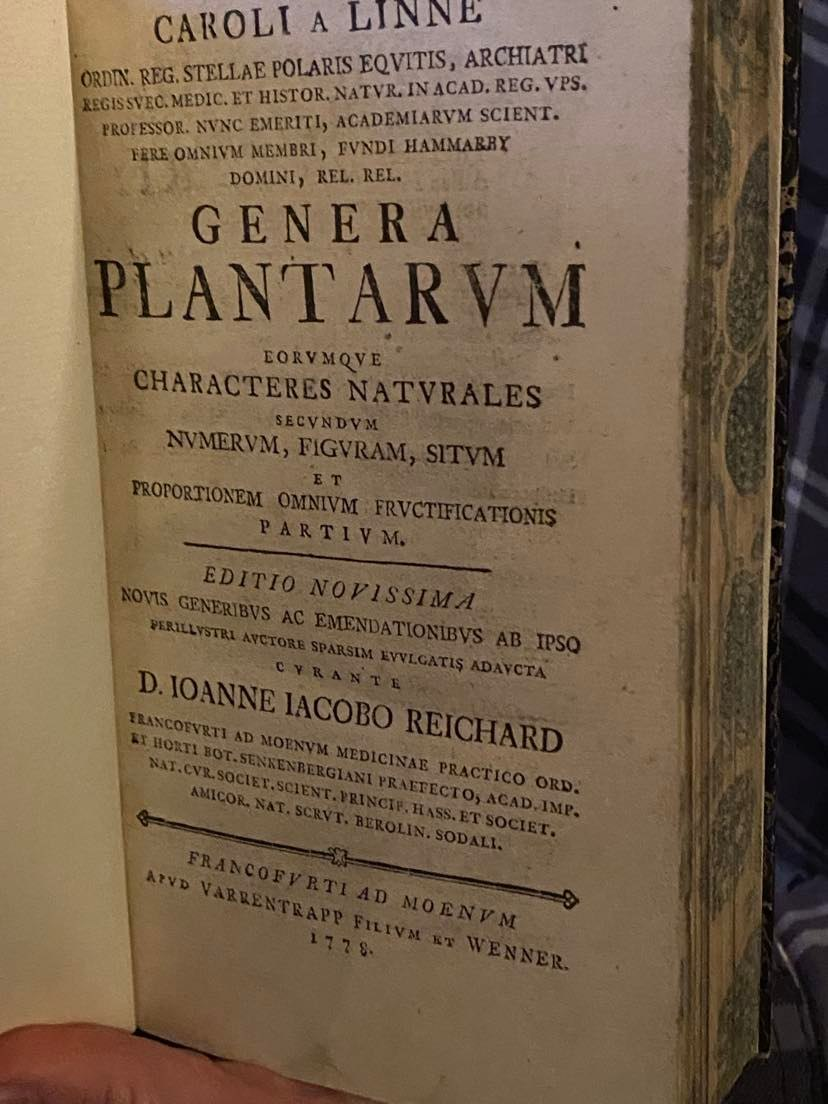 CAROLI A LINNÉ
ORDIN. REG. STELLAE POLARIS EQVITIS, ARCHIATRI
REGIS SVEC. MEDIC. ET HISTOR. NATVR. IN ACAD. REG. VPS.
PROFESSOR. NVNC EMERITI, ACADEMIARVM SCIENT.
FERE OMNIVM MEMBRI, FVNDI HAMMARBY
DOMINI, REL. REL.
GENERA
PLANTARVM
EORVMQVE
CHARACTERES NATVRALES
SECVNDVM
NVMERVM, FIGVRAM, SITVM
ET
PROPORTIONEM OMNIVM FRVCTIFICATIONIS
PARTIVM.
EDITIO NOVISSIMA
NOVIS GENERIBVS AC EMENDATIONIBVS AB IPSO
PERILLVSTRI AVCTORE SPARSIM EVVLGATIS ADAVCTA
CVRANTE
D. IOANNE IACOBO REICHARD
FRANCOFVRTI AD MOENVM MEDICINAE PRACTICO ORD.
ET HORTI BOT. SENKENBERGIANI PRAEFECTO, ACAD. IMP.
NAT. CVR. SOCIET. SCIENT. PRINCIP. HASS. ET SOCIET.
AMICOR. NAT. SCRVT. BEROLIN. SODALI.
FRANCOFVRTI AD MOENVM
APVD VARRENTRAPP FILIVM ET WENNER.
1778.